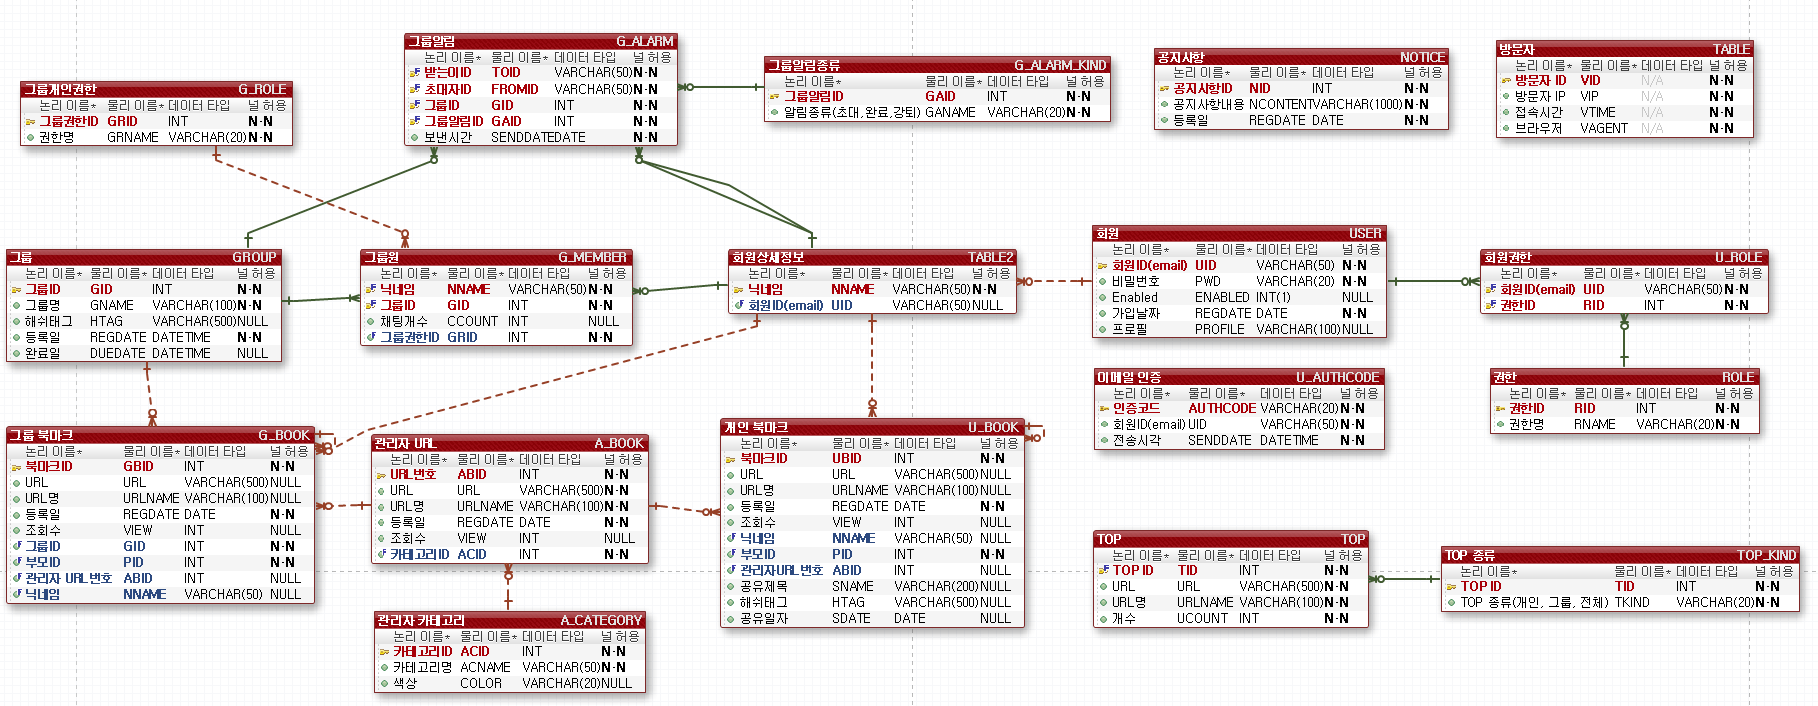 그룹개인권한 G_ROLE
논리 이름* 물리 이름* 데이터 타입 널 허용
그룹권한ID GRID INT N-N
권한명 GRNAME VARCHAR(20) N-N
그룹알림 G_ALARM
논리 이름* 물리 이름* 데이터 타입 널 허용
받는이ID TOID VARCHAR(50) N-N
초대자ID FROMID VARCHAR(50) N-N
그룹ID GID INT N-N
그룹알림ID GAID INT N-N
보낸시간 SENDDATE DATE N-N
그룹알림종류 G_ALARM_KIND
논리 이름* 물리 이름* 데이터 타입 널 허용
그룹알림ID GAID INT N-N
알림종류(초대,완료,강퇴) GANAME VARCHAR(20) N-N
공지사항 NOTICE
논리 이름* 물리 이름* 데이터 타입 널 허용
공지사항ID NID INT N-N
공지사항내용 NCONTENT VARCHAR(1000) N-N
등록일 REGDATE DATE N-N
방문자 TABLE
논리 이름* 물리 이름* 데이터 타입 널 허용
방문자 ID VID N/A N-N
방문자 IP VIP N/A N-N
접속시간 VTIME N/A N-N
브라우저 VAGENT N/A N-N
그룹 GROUP
논리 이름* 물리 이름* 데이터 타입 널 허용
그룹ID GID INT N-N
그룹명 GNAME VARCHAR(100) N-N
해쉬태그 HTAG VARCHAR(500) NULL
등록일 REGDATE DATETIME N-N
완료일 DUEDATE DATETIME NULL
그룹원 G_MEMBER
논리 이름* 물리 이름* 데이터 타입 널 허용
닉네임 NNAME VARCHAR(50) N-N
그룹ID GID INT N-N
채팅개수 CCOUNT INT NULL
그룹권한ID GRID INT N-N
회원상세정보 TABLE2
논리 이름* 물리 이름* 데이터 타입 널 허용
닉네임 NNAME VARCHAR(50) N-N
회원ID(email) UID VARCHAR(50) NULL
회원 USER
논리 이름* 물리 이름* 데이터 타입 널 허용
회원ID(email) UID VARCHAR(50) N-N
비밀번호 PWD VARCHAR(20) N-N
Enabled ENABLED INT(1) NULL
가입날짜 REGDATE DATE N-N
프로필 PROFILE VARCHAR(100) NULL
회원권한 U_ROLE
논리 이름* 물리 이름* 데이터 타입 널 허용
회원ID(email) UID VARCHAR(50) N-N
권한ID RID INT N-N
이메일 인증 U_AUTHCODE
논리 이름* 물리 이름* 데이터 타입 널 허용
인증코드 AUTHCODE VARCHAR(20) N-N
회원ID(email) UID VARCHAR(50) N-N
전송시각 SENDDATE DATETIME N-N
권한 ROLE
논리 이름* 물리 이름* 데이터 타입 널 허용
권한ID RID INT N-N
권한명 RNAME VARCHAR(20) N-N
그룹 북마크 G_BOOK
논리 이름* 물리 이름* 데이터 타입 널 허용
북마크ID GBID INT N-N
URL URL VARCHAR(500) NULL
URL명 URLNAME VARCHAR(100) NULL
등록일 REGDATE DATE N-N
조회수 VIEW INT NULL
그룹ID GID INT N-N
부모ID PID INT N-N
관리자 URL번호 ABID INT NULL
닉네임 NNAME VARCHAR(50) NULL
관리자 URL A_BOOK
논리 이름* 물리 이름* 데이터 타입 널 허용
URL번호 ABID INT N-N
URL URL VARCHAR(500) N-N
URL명 URLNAME VARCHAR(100) N-N
등록일 REGDATE DATE N-N
조회수 VIEW INT NULL
카테고리ID ACID INT N-N
개인 북마크 U_BOOK
논리 이름* 물리 이름* 데이터 타입 널 허용
북마크ID UBID INT N-N
URL URL VARCHAR(500) NULL
URL명 URLNAME VARCHAR(100) NULL
등록일 REGDATE DATE N-N
조회수 VIEW INT NULL
닉네임 NNAME VARCHAR(50) NULL
부모ID PID INT N-N
관리자URL번호 ABID INT NULL
공유제목 SNAME VARCHAR(200) NULL
해쉬태그 HTAG VARCHAR(500) NULL
공유일자 SDATE DATE NULL
관리자 카테고리 A_CATEGORY
논리 이름* 물리 이름* 데이터 타입 널 허용
카테고리ID ACID INT N-N
카테고리명 ACNAME VARCHAR(50) N-N
색상 COLOR VARCHAR(20) NULL
TOP TOP
논리 이름* 물리 이름* 데이터 타입 널 허용
TOP ID TID INT N-N
URL URL VARCHAR(500) N-N
URL명 URLNAME VARCHAR(100) N-N
개수 UCOUNT INT N-N
TOP 종류 TOP_KIND
논리 이름* 물리 이름* 데이터 타입 널 허용
TOP ID TID INT N-N
TOP 종류(개인, 그룹, 전체) TKIND VARCHAR(20) N-N